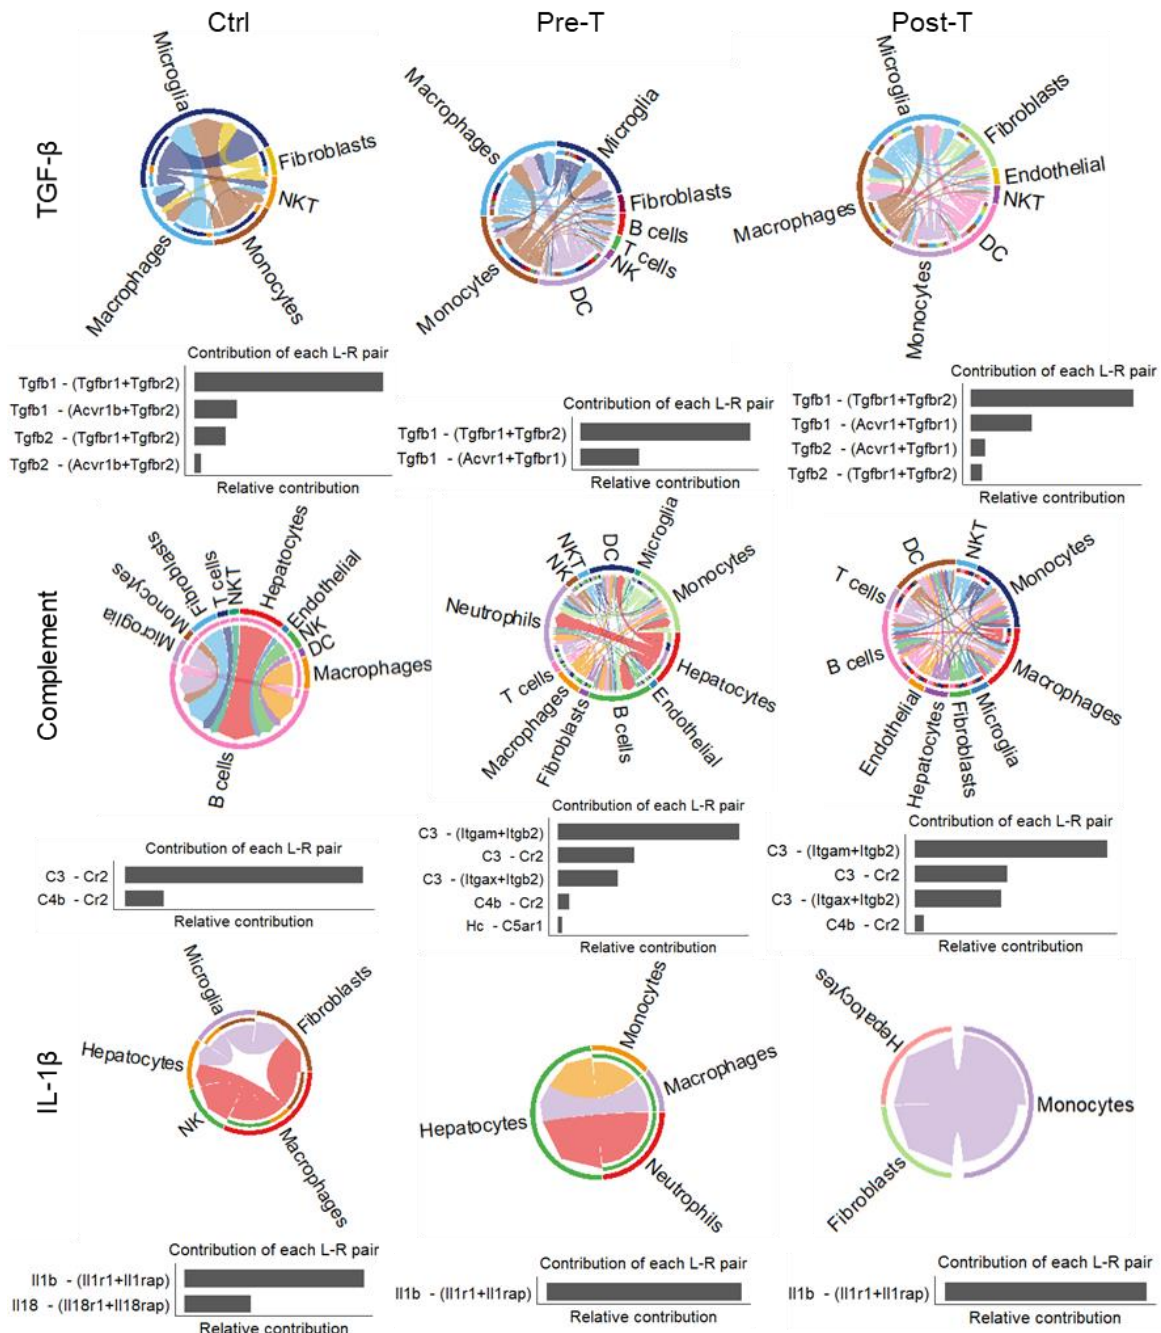 Ctrl
Pre-T
Post-T
TGF-β
Microglia
Fibroblasts
NKT
Monocytes
Macrophages
Macrophages
Microglia
Fibroblasts
B cells
T cells
NK
DC
Monocytes
Microglia
Fibroblasts
Endothelial
NKT
DC
Monocytes
Macrophages
Contribution of each L-R pair
Tgfb1 - (Tgfbr1+Tgfbr2)
Tgfb1 - (Acvr1b+Tgfbr2)
Tgfb2 - (Tgfbr1+Tgfbr2)
Tgfb2 - (Acvr1b+Tgfbr2)
Relative contribution
Contribution of each L-R pair
Tgfb1 - (Tgfbr1+Tgfbr2)
Tgfb1 - (Acvr1+Tgfbr1)
Relative contribution
Contribution of each L-R pair
Tgfb1 - (Tgfbr1+Tgfbr2)
Tgfb1 - (Acvr1+Tgfbr1)
Tgfb2 - (Acvr1+Tgfbr1)
Tgfb2 - (Tgfbr1+Tgfbr2)
Relative contribution
Complement
Microglia
Monocytes
Fibroblasts
T cells
NKT
Hepatocytes
Endothelial
NK
DC
Macrophages
B cells
Neutrophils
NK
NKT
DC
Microglia
Monocytes
Hepatocytes
Endothelial
B cells
Fibroblasts
Macrophages
T cells
DC
NKT
Monocytes
Macrophages
Microglia
Fibroblasts
Hepatocytes
Endothelial
B cells
T cells
Contribution of each L-R pair
C3 - Cr2
C4b - Cr2
Relative contribution
Contribution of each L-R pair
C3 - (Itgam+Itgb2)
C3 - Cr2
C3 - (Itgax+Itgb2)
C4b - Cr2
Hc - C5ar1
Relative contribution
Contribution of each L-R pair
C3 - (Itgam+Itgb2)
C3 - Cr2
C3 - (Itgax+Itgb2)
C4b - Cr2
Relative contribution
IL-1β
Microglia
Fibroblasts
Hepatocytes
NK
Macrophages
Monocytes
Macrophages
Hepatocytes
Neutrophils
Hepatocytes
Monocytes
Fibroblasts
Contribution of each L-R pair
Il1b - (Il1r1+Il1rap)
Il18 - (Il18r1+Il18rap)
Relative contribution
Contribution of each L-R pair
Il1b - (Il1r1+Il1rap)
Relative contribution
Contribution of each L-R pair
Il1b - (Il1r1+Il1rap)
Relative contribution